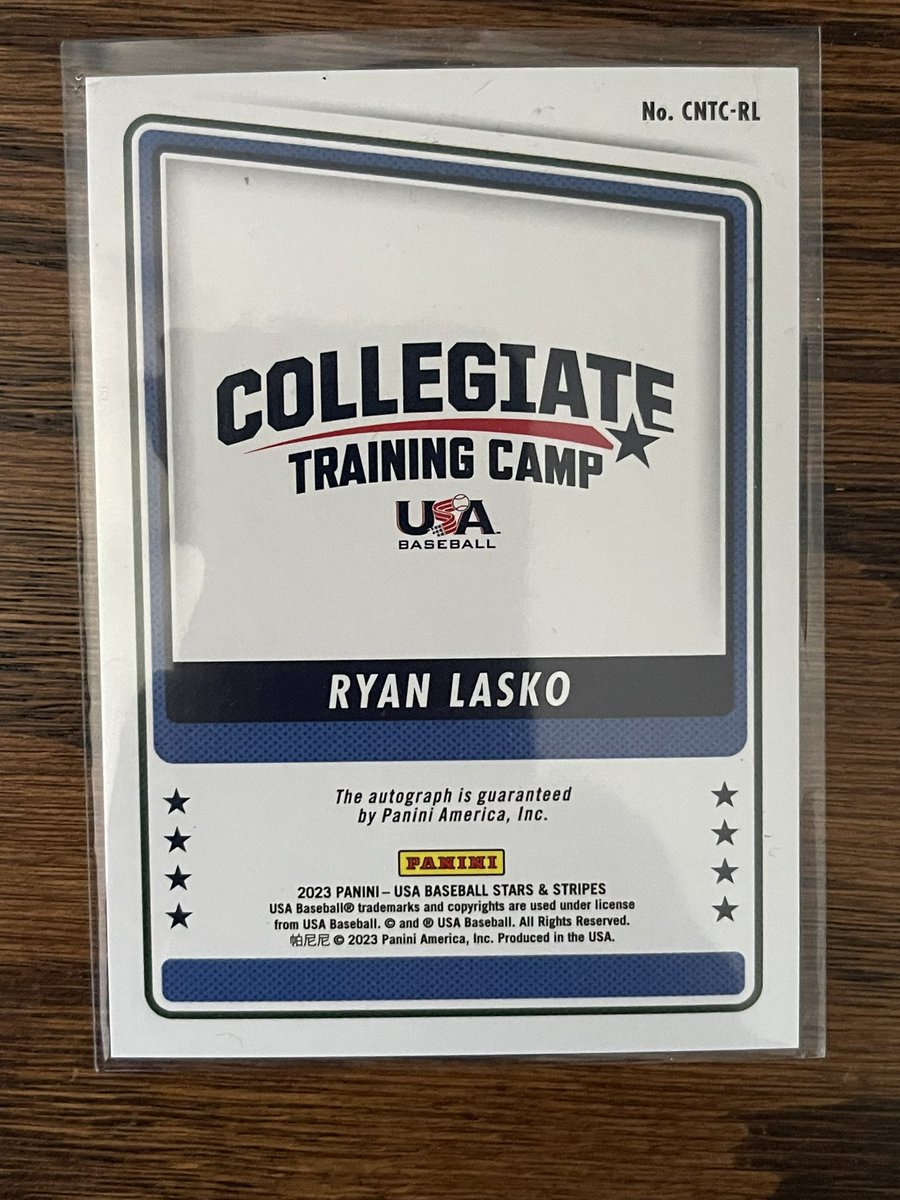 No. CNTC-RL
COLLEGIATE
TRAINING CAMP
USA
BASEBALL
RYAN LASKO
The autograph is guaranteed
by Panini America, Inc.
PANINI
2023 PANINI – USA BASEBALL STARS & STRIPES
USA Baseball® trademarks and copyrights are used under license
from USA Baseball. © and ® USA Baseball. All Rights Reserved.
帕尼尼 © 2023 Panini America, Inc. Produced in the USA.